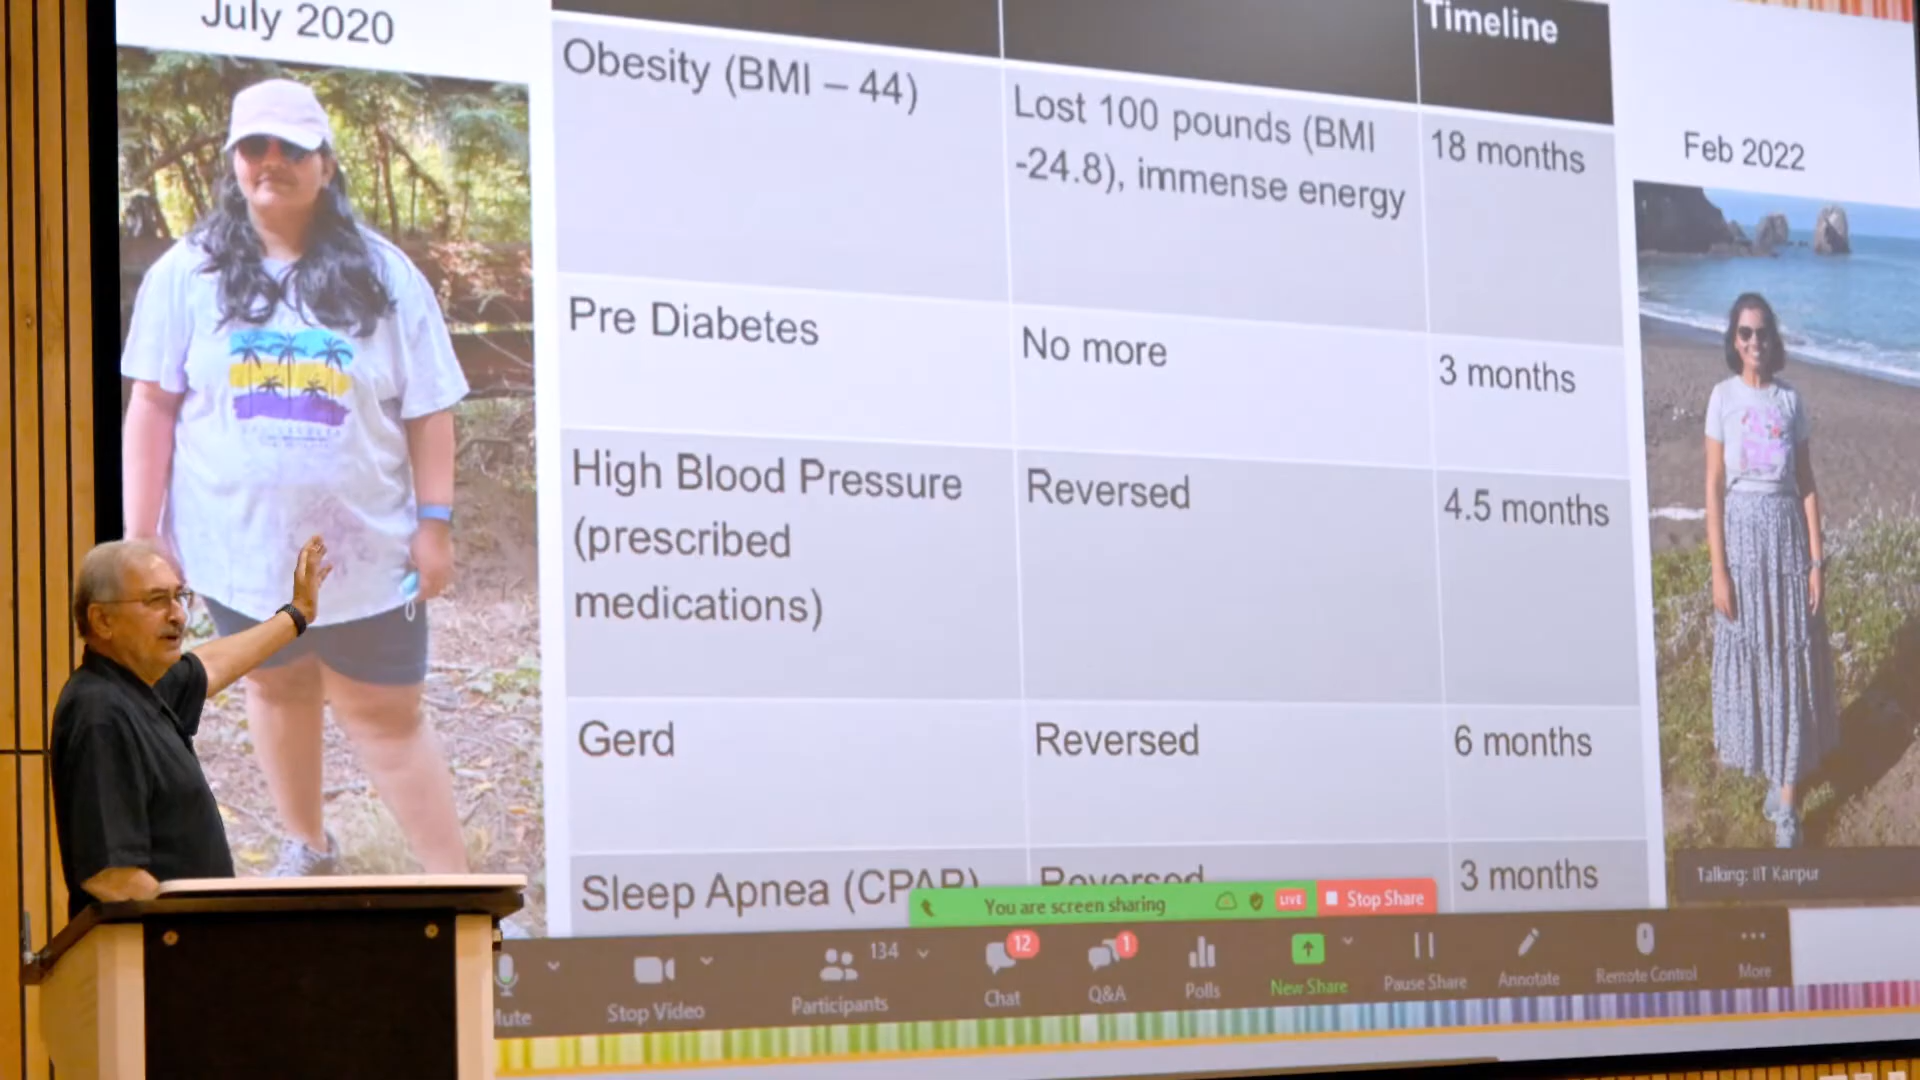 July 2020
Timeline
Obesity (BMI – 44)
Lost 100 pounds (BMI
-24.8), immense energy
18 months
Feb 2022
Pre Diabetes
No more
3 months
High Blood Pressure
(prescribed
medications)
Reversed
4.5 months
Gerd
Reversed
6 months
Sleep Apnea (CPAP)
Reversed
3 months
Talking: IIT Kanpur
You are screen sharing
LIVE
Stop Share
Mute
Stop Video
Participants
134
Chat
12
Q&A
1
Polls
New Share
Pause Share
Annotate
Remote Control
More